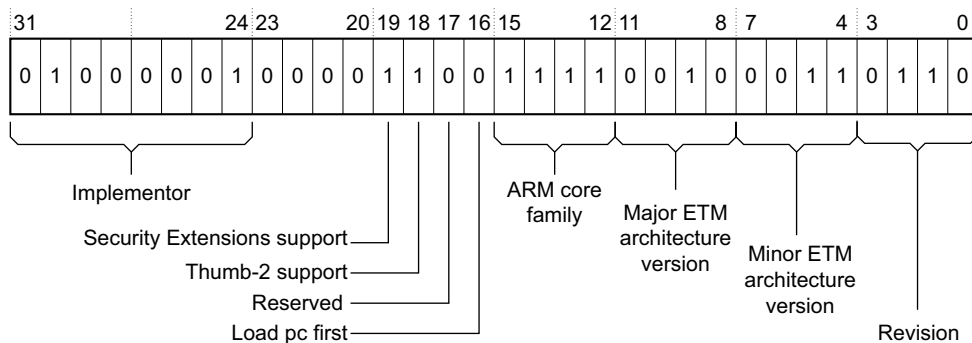 31 24 23 20 19 18 17 16 15 12 11 8 7 4 3 0
0 1 0 0 0 0 0 1 0 0 0 0 1 1 0 0 1 1 1 1 0 0 1 0 0 0 1 1 0 1 1 0
Implementor
Security Extensions support
Thumb-2 support
Reserved
Load pc first
ARM core
family
Major ETM
architecture
version
Minor ETM
architecture
version
Revision